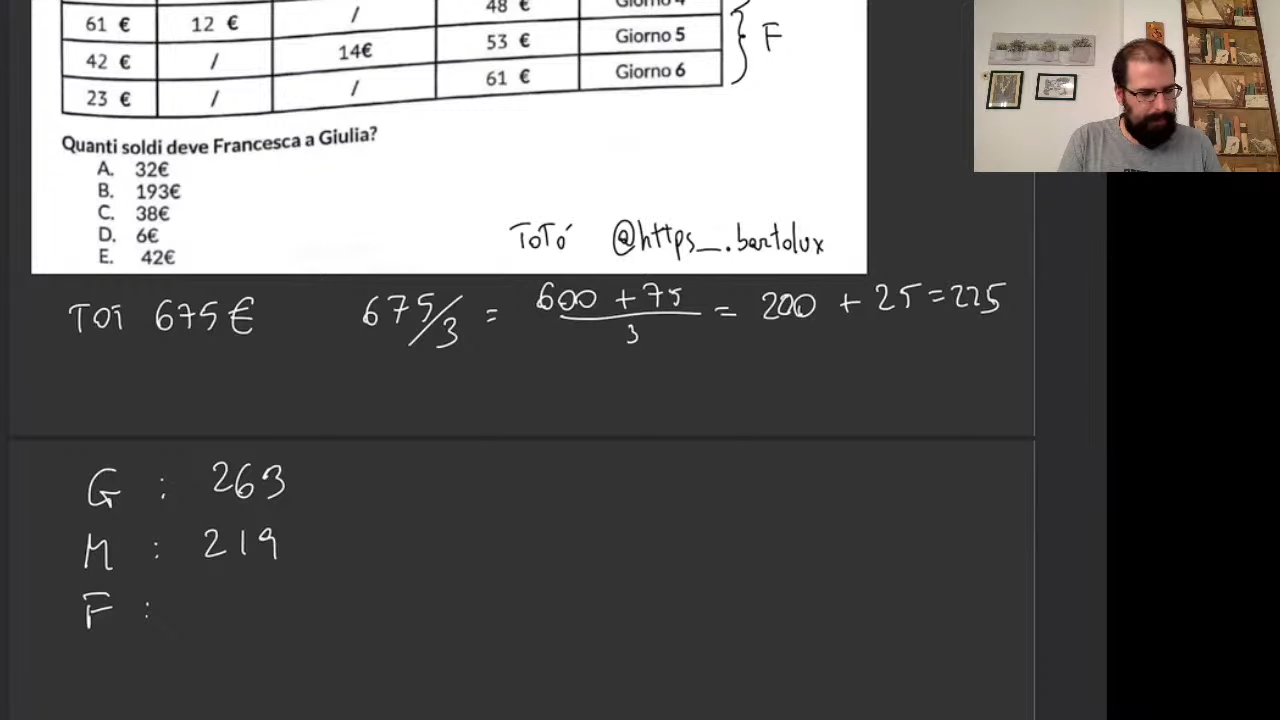 61 € 12 € / 48 € Giorno 4
42 € / 14€ 53 € Giorno 5
23 € / / 61 € Giorno 6
F
Quanti soldi deve Francesca a Giulia?
A. 32€
B. 193€
C. 38€
D. 6€
E. 42€
TOTÓ @https_.bartolux
TOT 675€ 675/3 = 600 + 75 / 3 = 200 + 25 = 225
G : 263
M : 219
F :